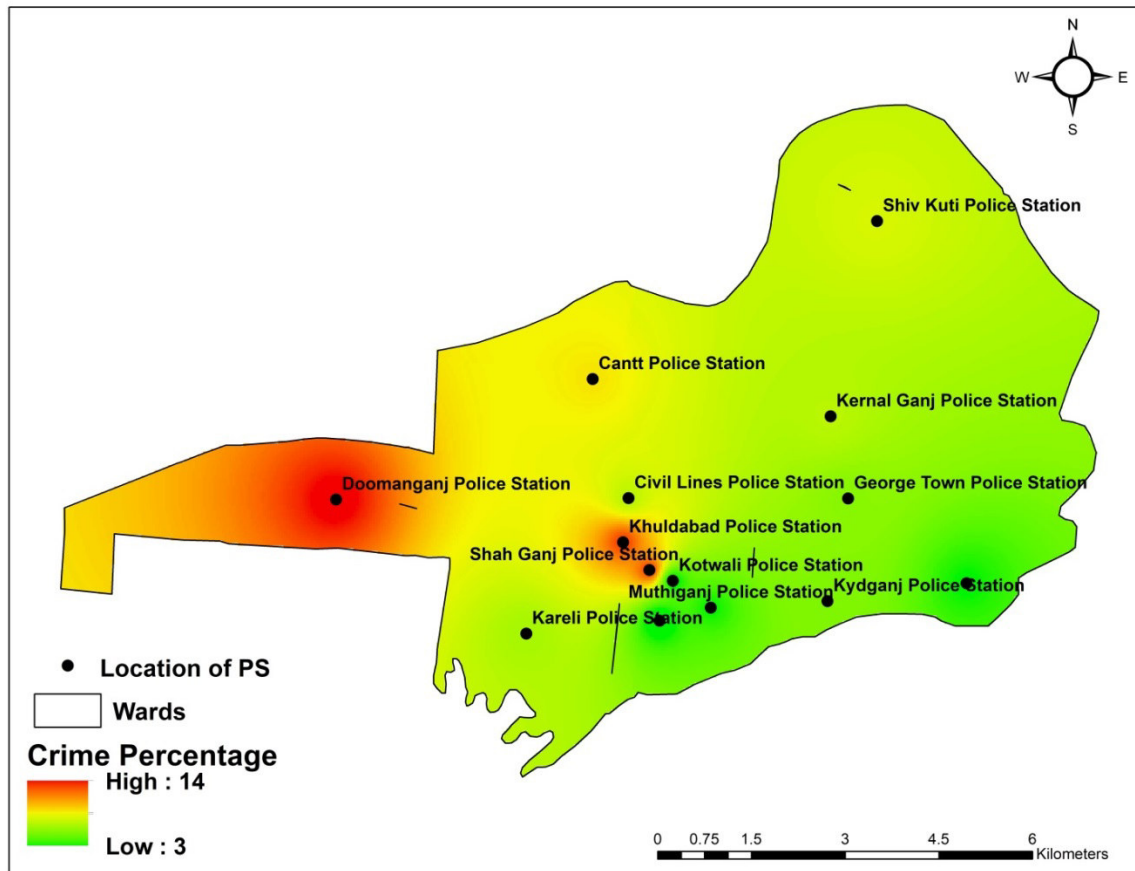 N
W E
S
Shiv Kuti Police Station
Cantt Police Station
Kernal Ganj Police Station
Doomanganj Police Station
Civil Lines Police Station
George Town Police Station
Khuldabad Police Station
Shah Ganj Police Station
Kotwali Police Station
Muthiganj Police Station
Kydganj Police Station
Kareli Police Station
Location of PS
Wards
Crime Percentage
High : 14
Low : 3
0 0.75 1.5 3 4.5 6
Kilometers